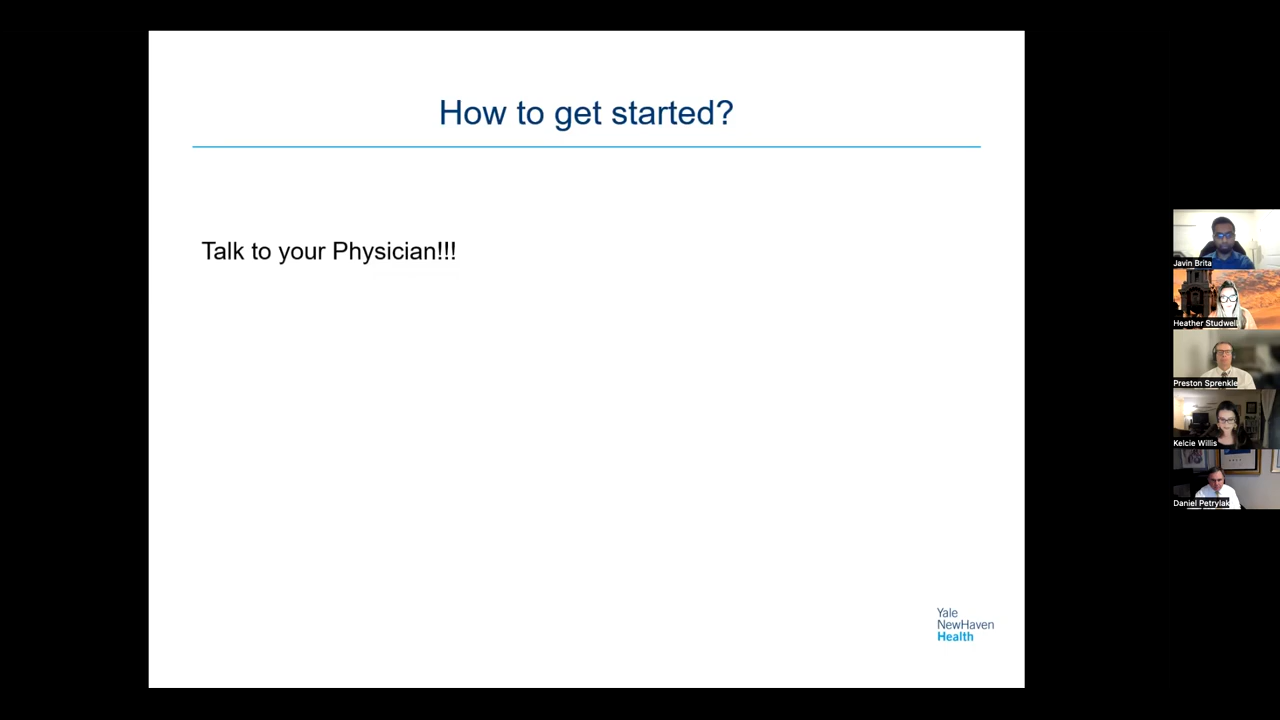 How to get started?
Talk to your Physician!!!
Javin Brita
Heather Studwell
Preston Sprenkle
Kelcie Willis
Daniel Petrylak
Yale
NewHaven
Health